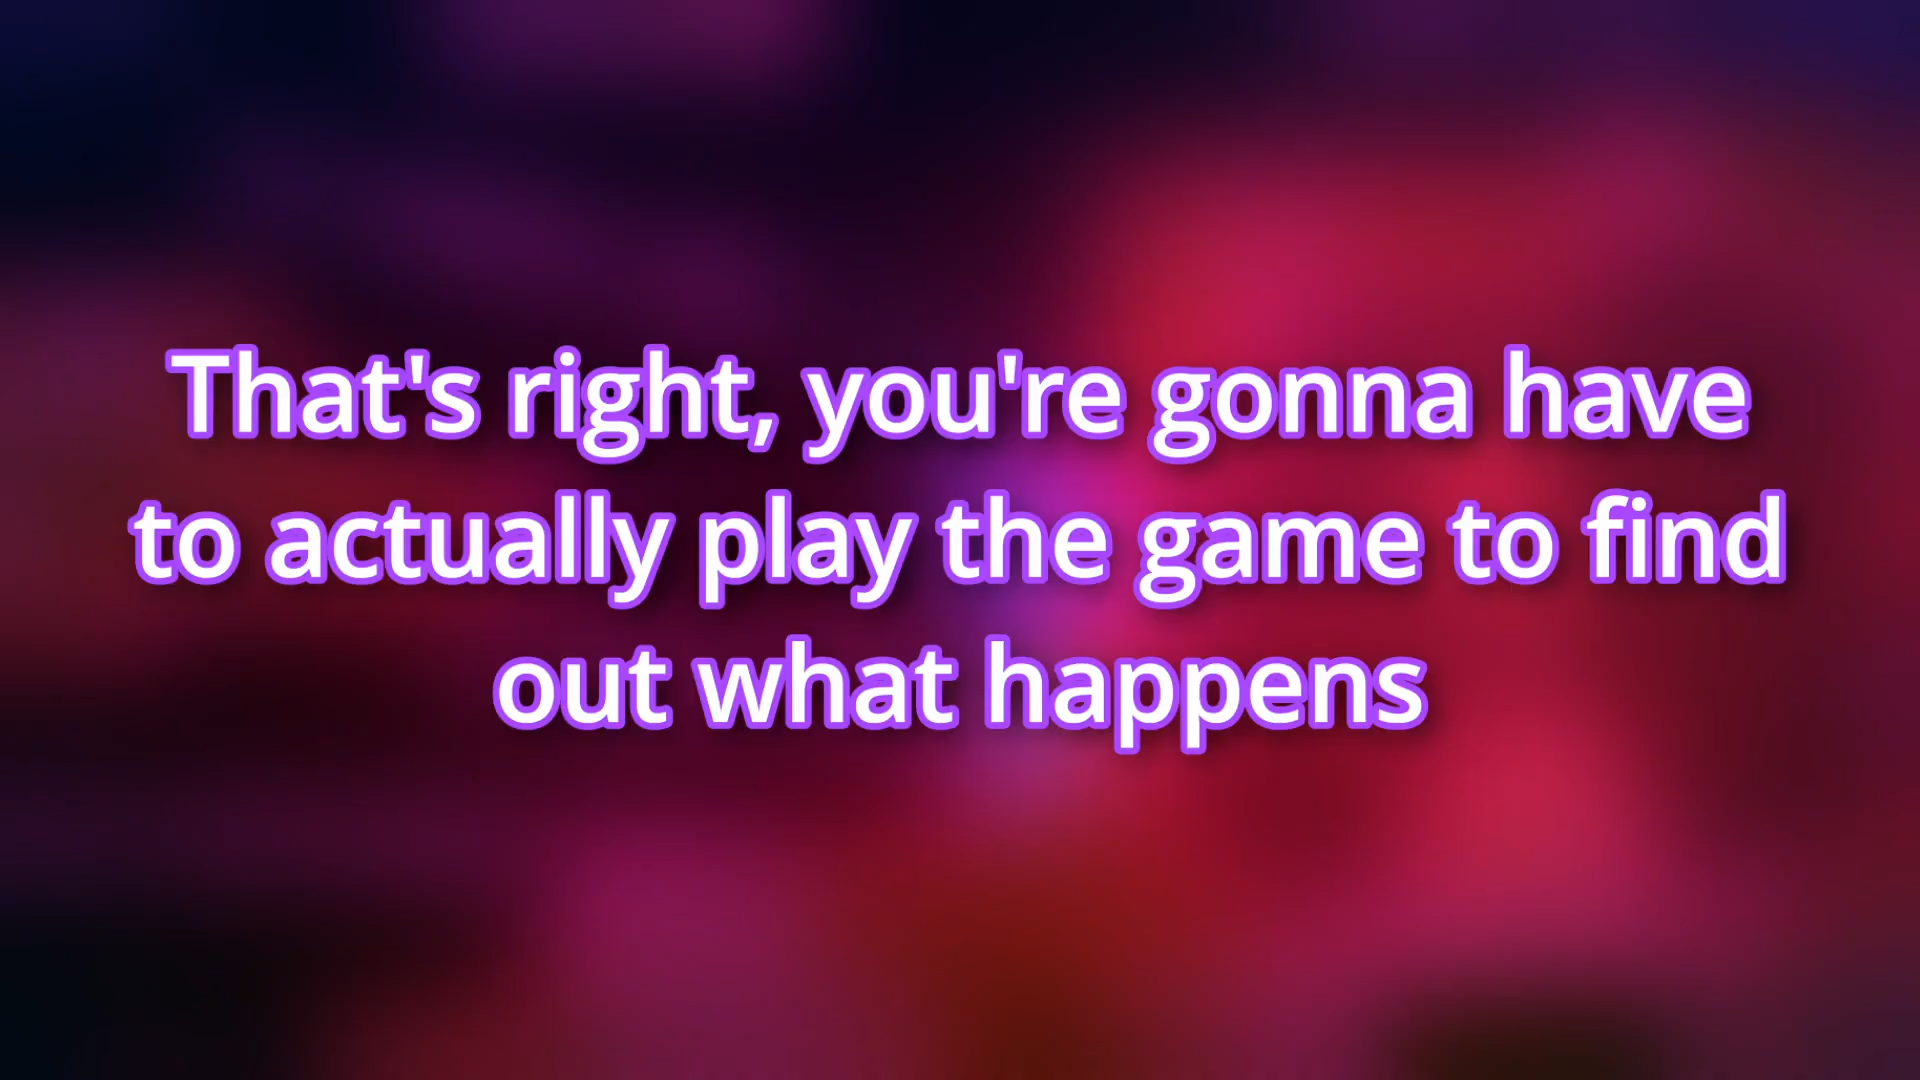 That's right, you're gonna have
to actually play the game to find
out what happens